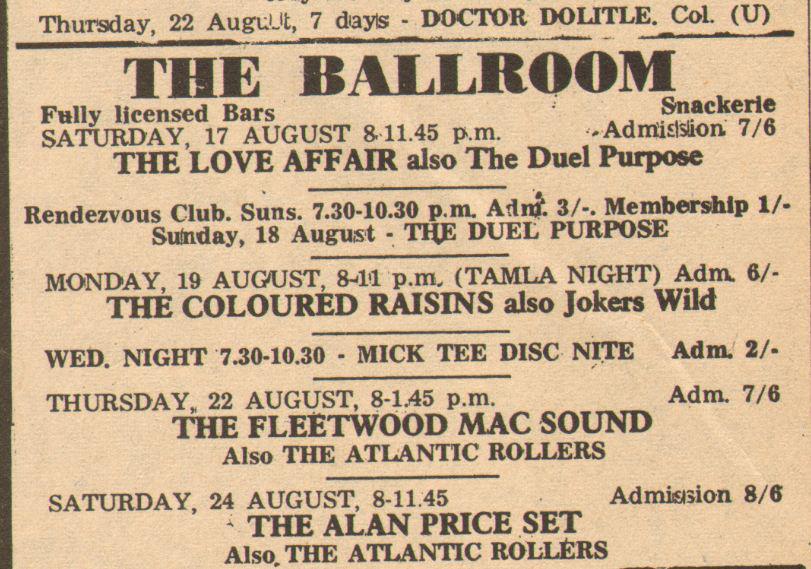 Thursday, 22 August, 7 days - DOCTOR DOLITLE. Col. (U)
THE BALLROOM
Fully licensed Bars Snackerie
SATURDAY, 17 AUGUST 8-11.45 p.m. Admission 7/6
THE LOVE AFFAIR also The Duel Purpose
Rendezvous Club. Suns. 7.30-10.30 p.m. Adm. 3/-. Membership 1/-
Sunday, 18 August - THE DUEL PURPOSE
MONDAY, 19 AUGUST, 8-11 p.m. (TAMLA NIGHT) Adm. 6/-
THE COLOURED RAISINS also Jokers Wild
WED. NIGHT 7.30-10.30 - MICK TEE DISC NITE Adm. 2/-
THURSDAY, 22 AUGUST, 8-1.45 p.m. Adm. 7/6
THE FLEETWOOD MAC SOUND
Also THE ATLANTIC ROLLERS
SATURDAY, 24 AUGUST, 8-11.45 Admission 8/6
THE ALAN PRICE SET
Also THE ATLANTIC ROLLERS